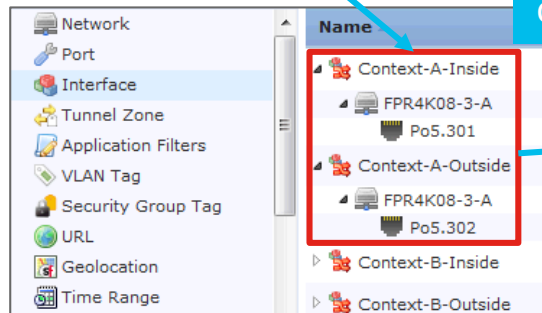 Network
Port
Interface
Tunnel Zone
Application Filters
VLAN Tag
Security Group Tag
URL
Geolocation
Time Range
Name
Context-A-Inside
FPR4K08-3-A
Po5.301
Context-A-Outside
FPR4K08-3-A
Po5.302
Context-B-Inside
Context-B-Outside